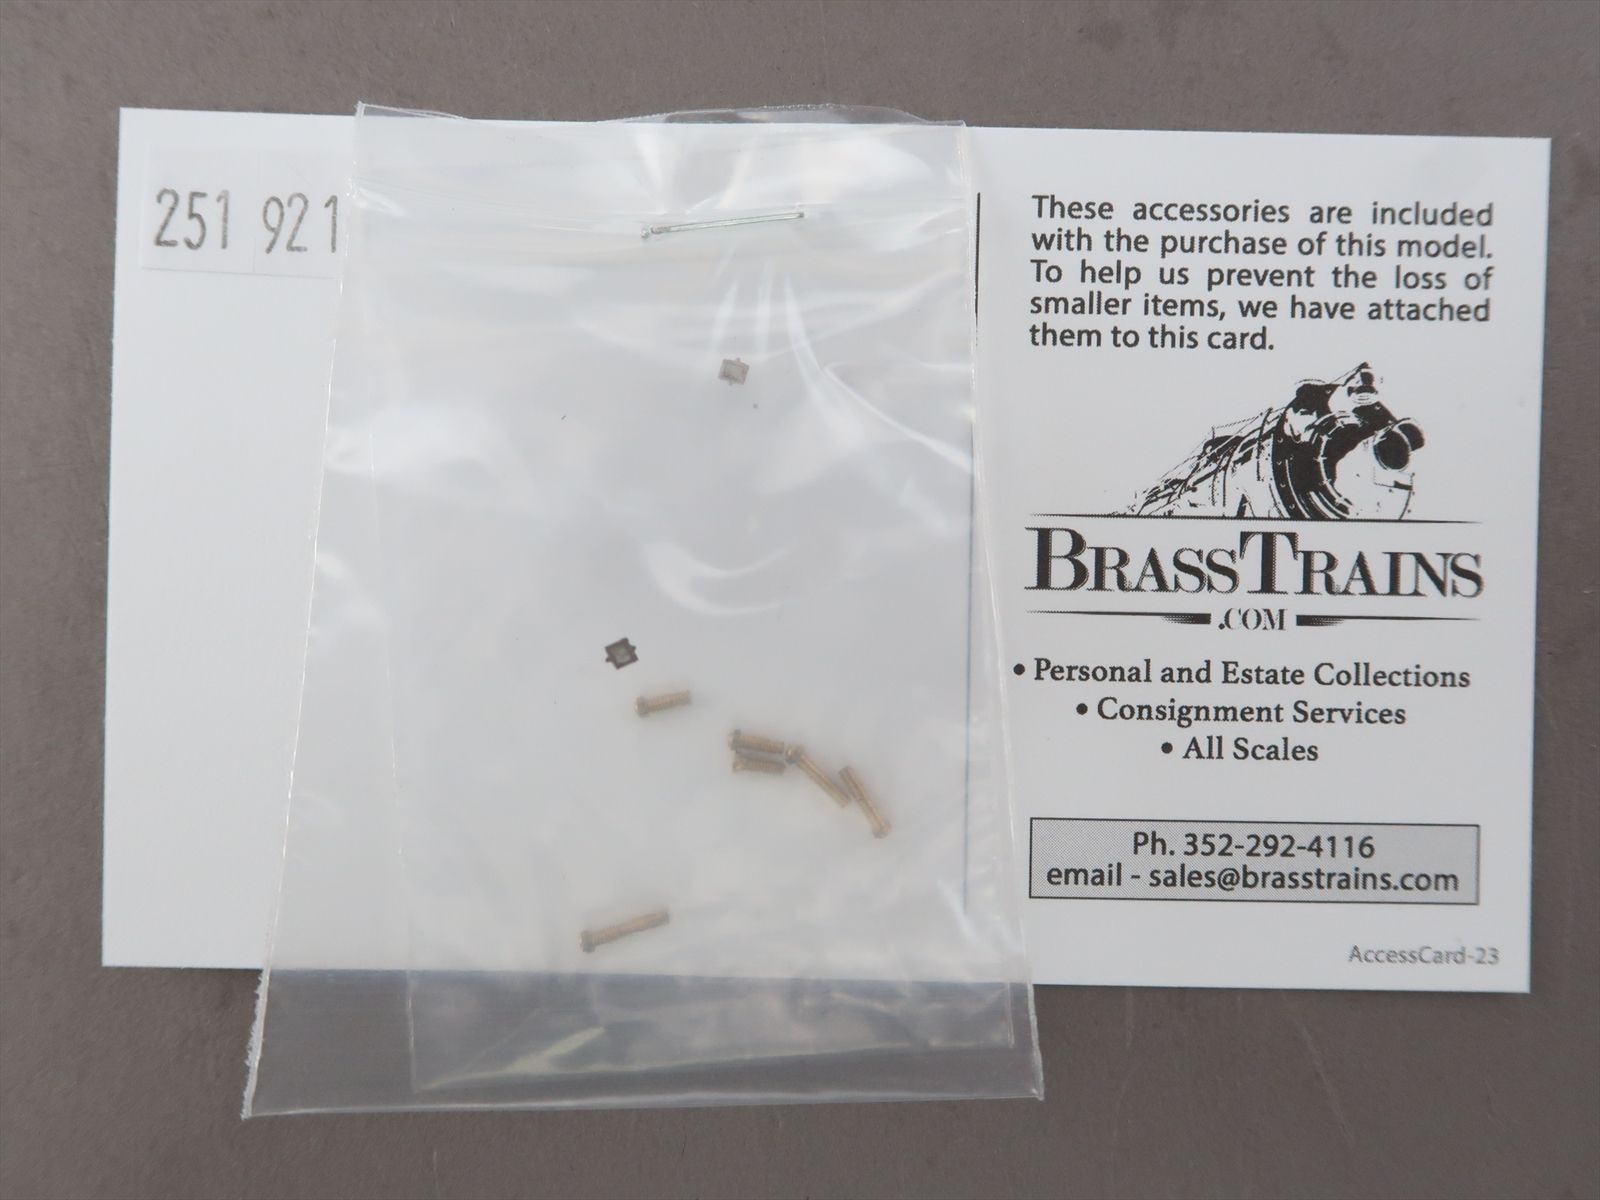 251 921
These accessories are included
with the purchase of this model.
To help us prevent the loss of
smaller items, we have attached
them to this card.
BRASSTRAINS
.COM
• Personal and Estate Collections
• Consignment Services
• All Scales
Ph. 352-292-4116
email - sales@brasstrains.com
AccessCard-23